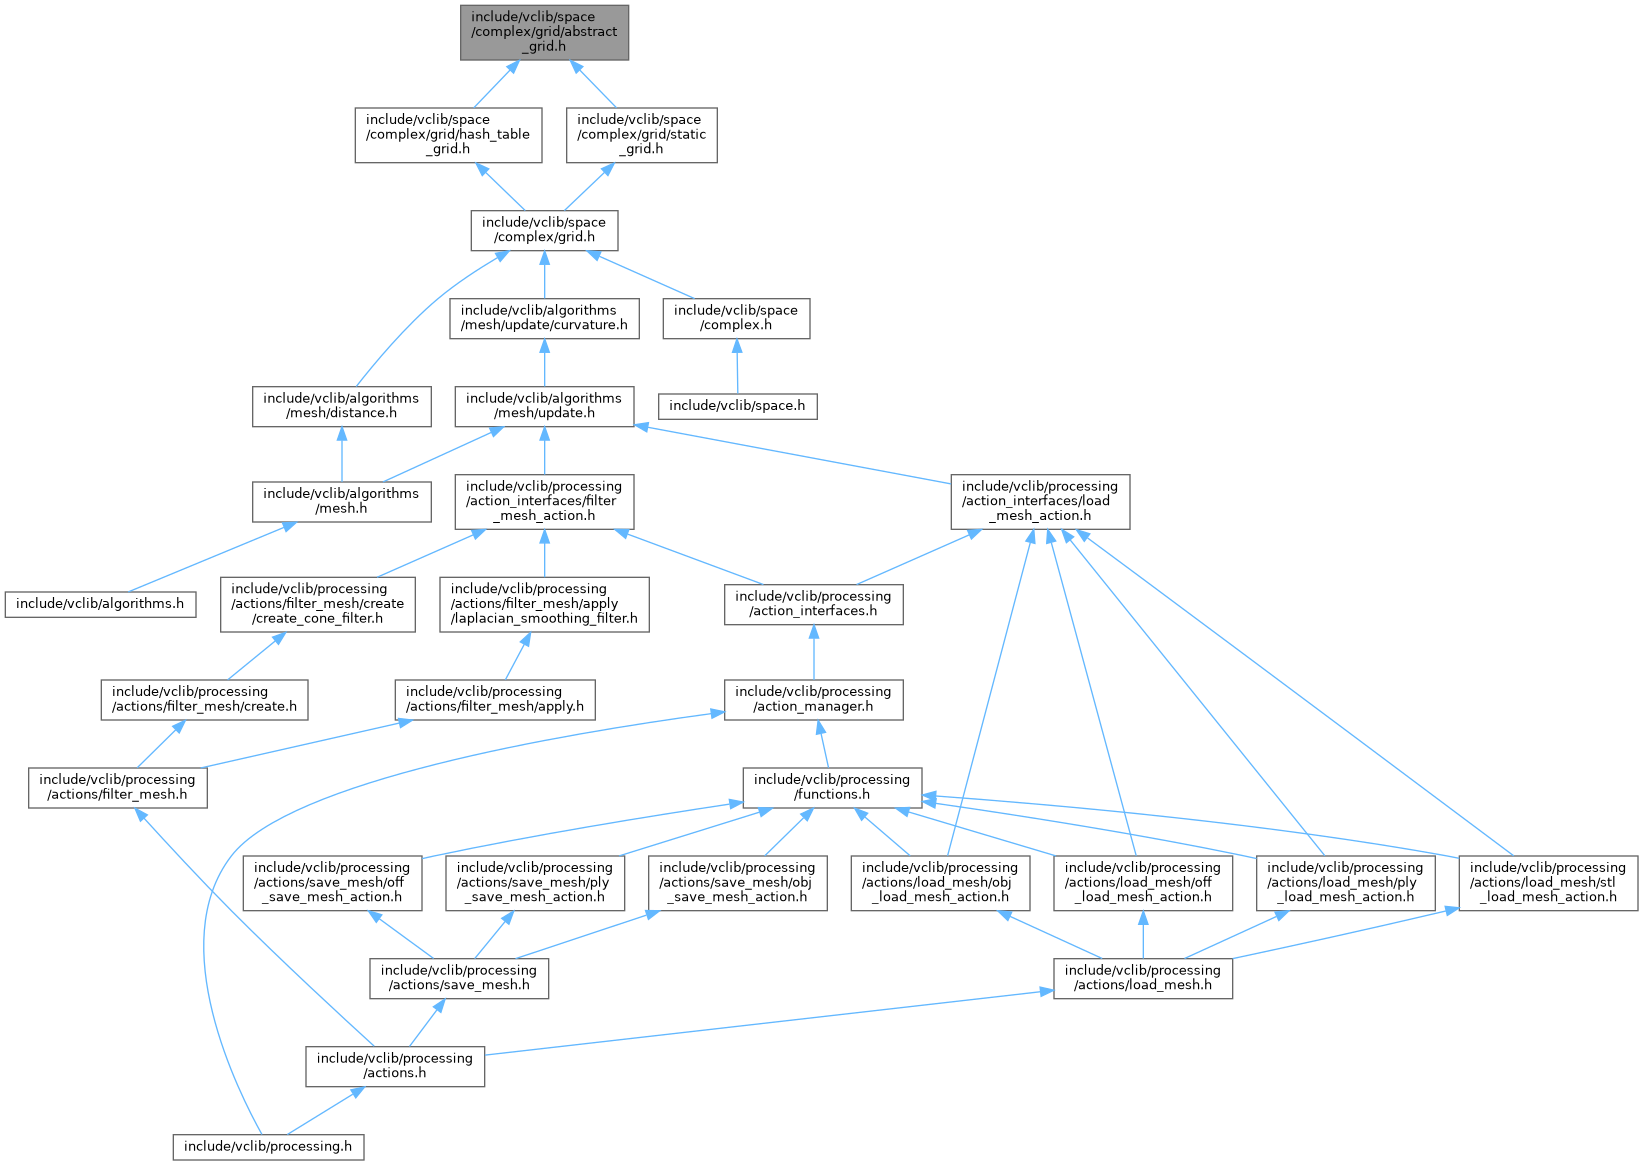 include/vclib/space
/complex/grid/abstract
_grid.h
include/vclib/space
/complex/grid/hash_table
_grid.h
include/vclib/space
/complex/grid/static
_grid.h
include/vclib/space
/complex/grid.h
include/vclib/algorithms
/mesh/update/curvature.h
include/vclib/space
/complex.h
include/vclib/algorithms
/mesh/distance.h
include/vclib/algorithms
/mesh/update.h
include/vclib/space.h
include/vclib/algorithms
/mesh.h
include/vclib/processing
/action_interfaces/filter
_mesh_action.h
include/vclib/processing
/action_interfaces/load
_mesh_action.h
include/vclib/algorithms.h
include/vclib/processing
/actions/filter_mesh/create
/create_cone_filter.h
include/vclib/processing
/actions/filter_mesh/apply
/laplacian_smoothing_filter.h
include/vclib/processing
/action_interfaces.h
include/vclib/processing
/actions/filter_mesh/create.h
include/vclib/processing
/actions/filter_mesh/apply.h
include/vclib/processing
/action_manager.h
include/vclib/processing
/actions/filter_mesh.h
include/vclib/processing
/functions.h
include/vclib/processing
/actions/save_mesh/off
_save_mesh_action.h
include/vclib/processing
/actions/save_mesh/ply
_save_mesh_action.h
include/vclib/processing
/actions/save_mesh/obj
_save_mesh_action.h
include/vclib/processing
/actions/load_mesh/obj
_load_mesh_action.h
include/vclib/processing
/actions/load_mesh/off
_load_mesh_action.h
include/vclib/processing
/actions/load_mesh/ply
_load_mesh_action.h
include/vclib/processing
/actions/load_mesh/stl
_load_mesh_action.h
include/vclib/processing
/actions/save_mesh.h
include/vclib/processing
/actions/load_mesh.h
include/vclib/processing
/actions.h
include/vclib/processing.h